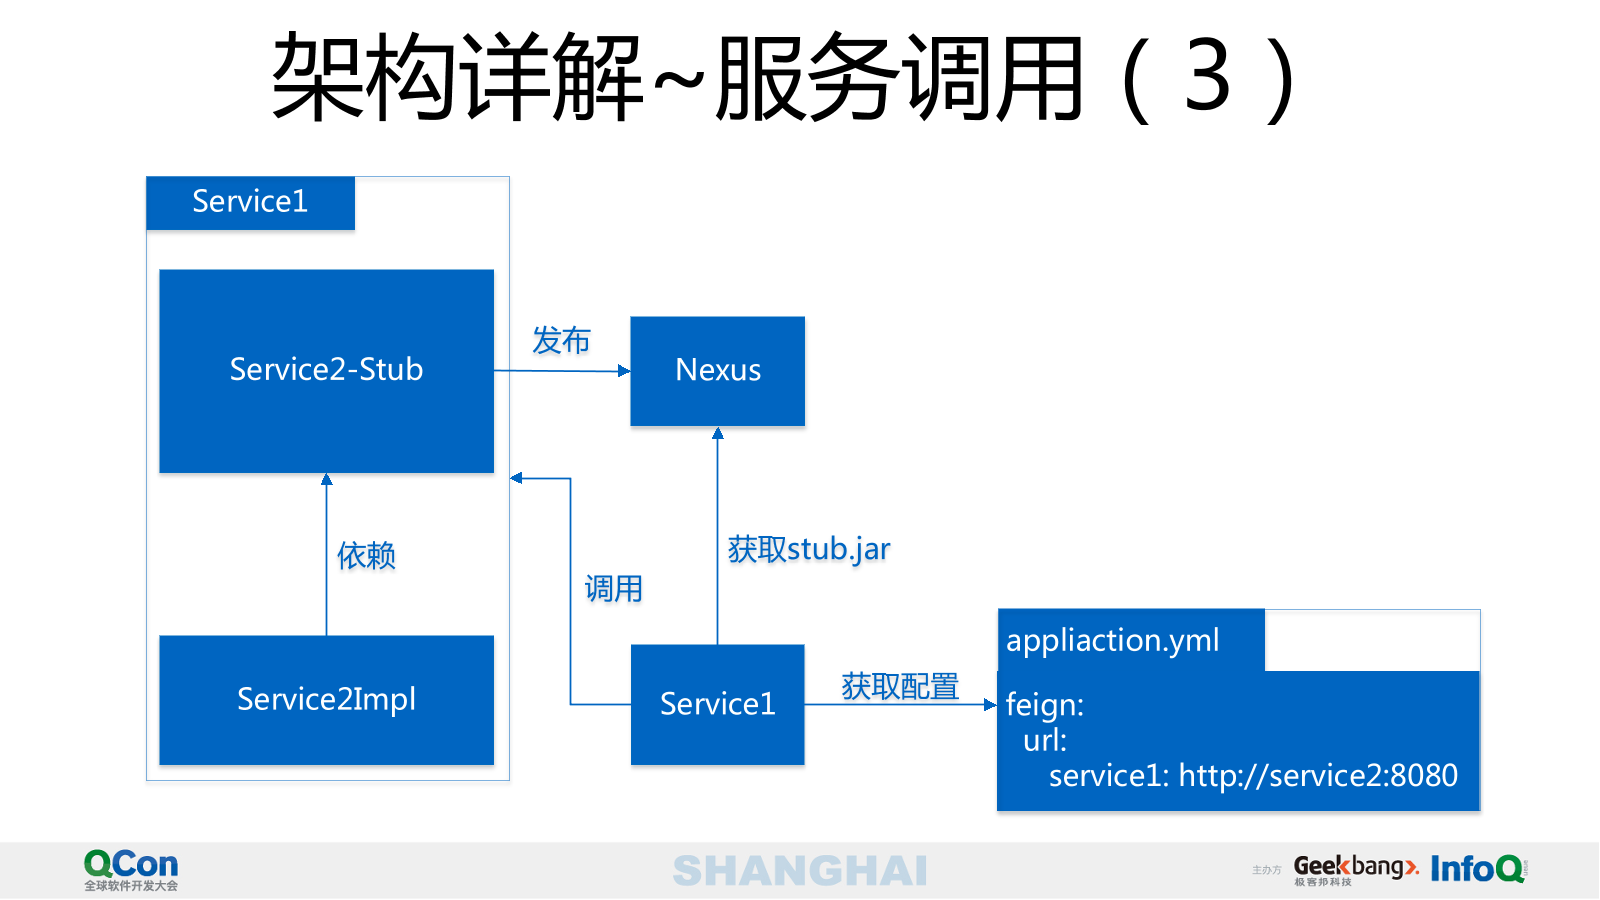 架构详解~服务调用（3）
Service1
Service2-Stub
发布
Nexus
依赖
调用
获取stub.jar
Service2Impl
Service1
获取配置
appliaction.yml
feign:
url:
service1: http://service2:8080
QCon
全球软件开发大会
SHANGHAI
主办方
Geekbang>.
极客邦科技
InfoQ